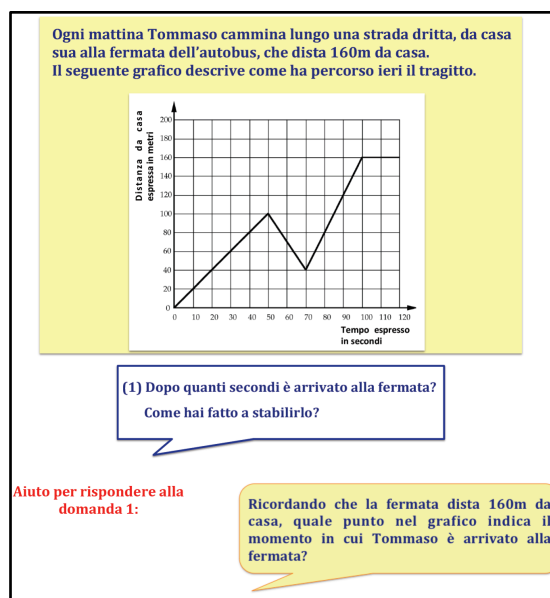 Ogni mattina Tommaso cammina lungo una strada dritta, da casa
sua alla fermata dell'autobus, che dista 160m da casa.
Il seguente grafico descrive come ha percorso ieri il tragitto.
Distanza da casa
espressa in metri
200
180
160
140
120
100
80
60
40
20
0
0 10 20 30 40 50 60 70 80 90 100 110 120
Tempo espresso
in secondi
(1) Dopo quanti secondi è arrivato alla fermata?
Come hai fatto a stabilirlo?
Aiuto per rispondere alla
domanda 1:
Ricordando che la fermata dista 160m da
casa, quale punto nel grafico indica il
momento in cui Tommaso è arrivato alla
fermata?